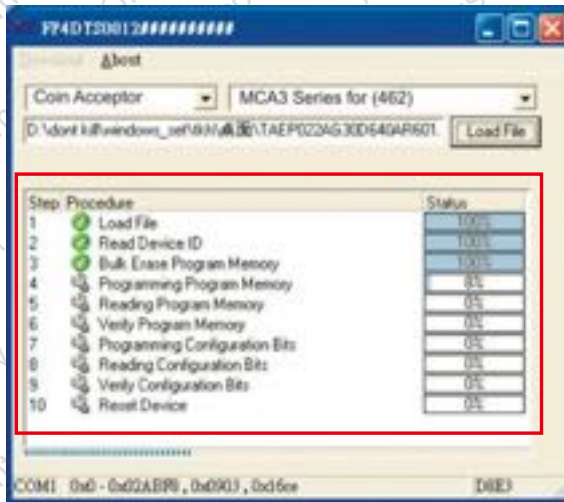 FP4DTS0012##########
About
Coin Acceptor MCA3 Series for (462)
Load File
Step Procedure Status
1 Load File 100%
2 Read Device ID 100%
3 Bulk Erase Program Memory 100%
4 Programming Program Memory 8%
5 Reading Program Memory 0%
6 Verify Program Memory 0%
7 Programming Configuration Bits 0%
8 Reading Configuration Bits 0%
9 Verify Configuration Bits 0%
10 Reset Device 0%
COM1 D8E3